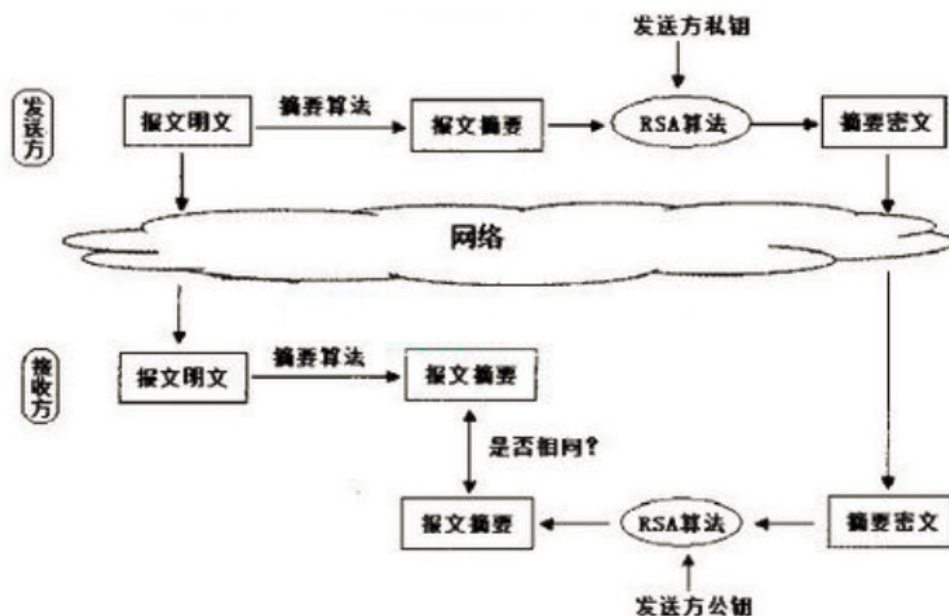 发送方私钥
发送方
报文明文
摘要算法
报文摘要
RSA算法
摘要密文
网络
接收方
报文明文
摘要算法
报文摘要
是否相同?
报文摘要
RSA算法
摘要密文
发送方公钥